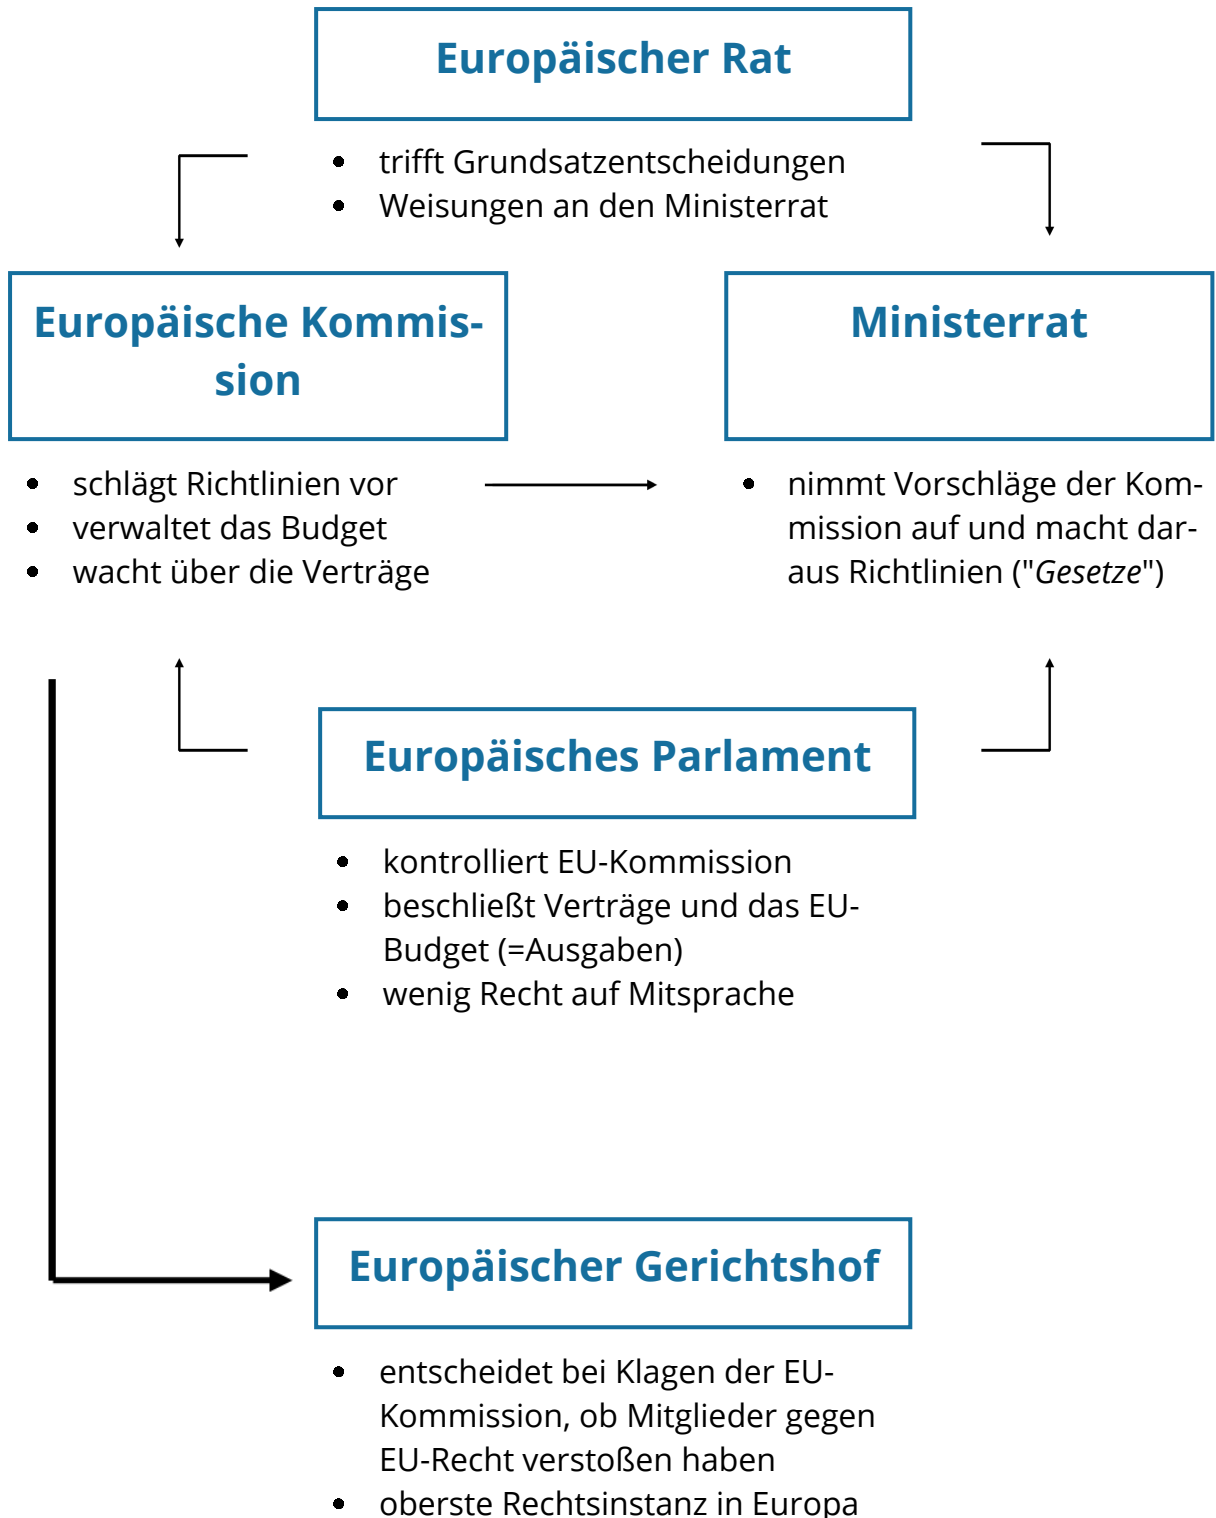 Europäischer Rat
trifft Grundsatzentscheidungen
Weisungen an den Ministerrat
Europäische Kommis-
sion
schlägt Richtlinien vor
verwaltet das Budget
wacht über die Verträge
Ministerrat
nimmt Vorschläge der Kom-
mission auf und macht dar-
aus Richtlinien ("Gesetze")
Europäisches Parlament
kontrolliert EU-Kommission
beschließt Verträge und das EU-
Budget (=Ausgaben)
wenig Recht auf Mitsprache
Europäischer Gerichtshof
entscheidet bei Klagen der EU-
Kommission, ob Mitglieder gegen
EU-Recht verstoßen haben
oberste Rechtsinstanz in Europa